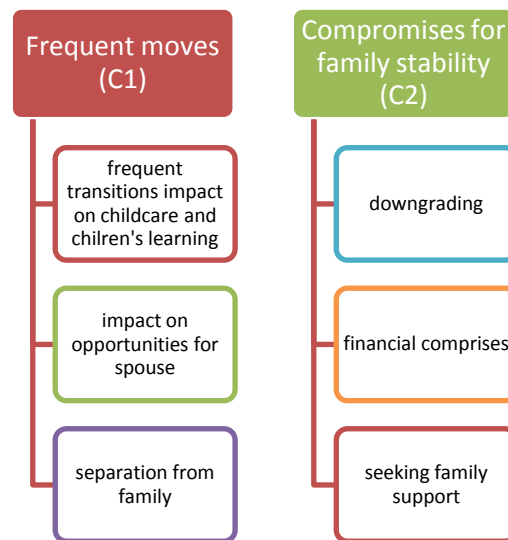 Frequent moves
(C1)
frequent
transitions impact
on childcare and
chilren's learning
impact on
opportunities for
spouse
separation from
family
Compromises for
family stability
(C2)
downgrading
financial comprises
seeking family
support